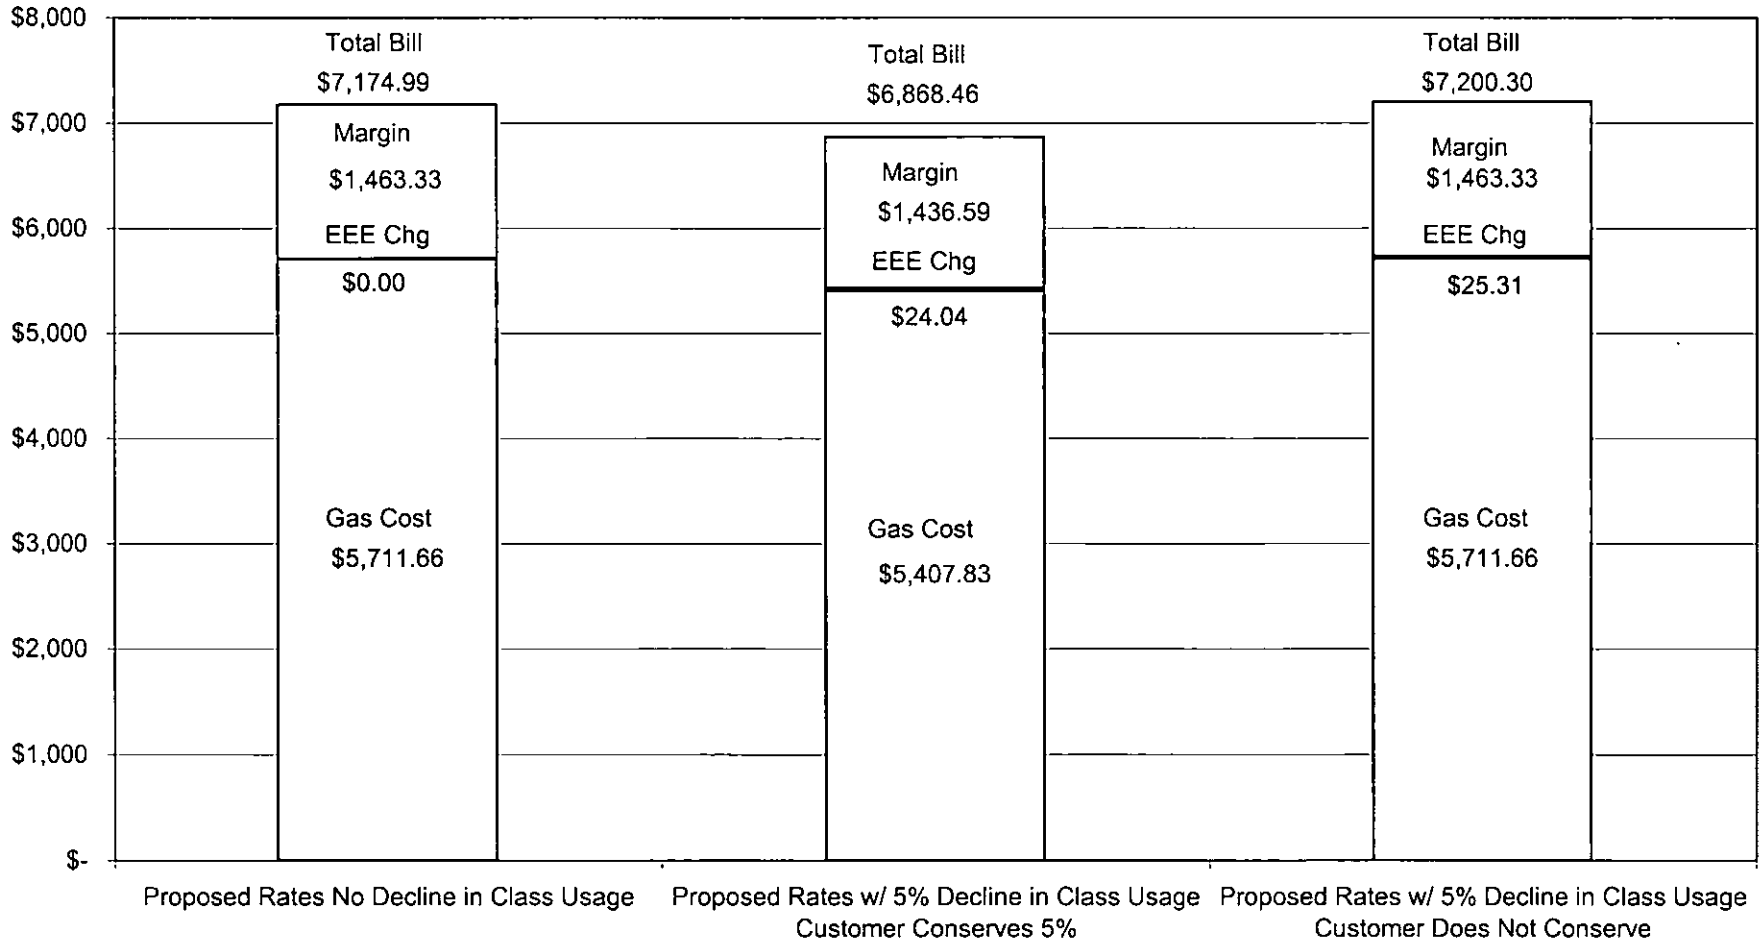 $8,000
$7,000
$6,000
$5,000
$4,000
$3,000
$2,000
$1,000
$-
Total Bill
$7,174.99
Margin
$1,463.33
EEE Chg
$0.00
Gas Cost
$5,711.66
Total Bill
$6,868.46
Margin
$1,436.59
EEE Chg
$24.04
Gas Cost
$5,407.83
Total Bill
$7,200.30
Margin
$1,463.33
EEE Chg
$25.31
Gas Cost
$5,711.66
Proposed Rates No Decline in Class Usage
Proposed Rates w/ 5% Decline in Class Usage
Customer Conserves 5%
Proposed Rates w/ 5% Decline in Class Usage
Customer Does Not Conserve